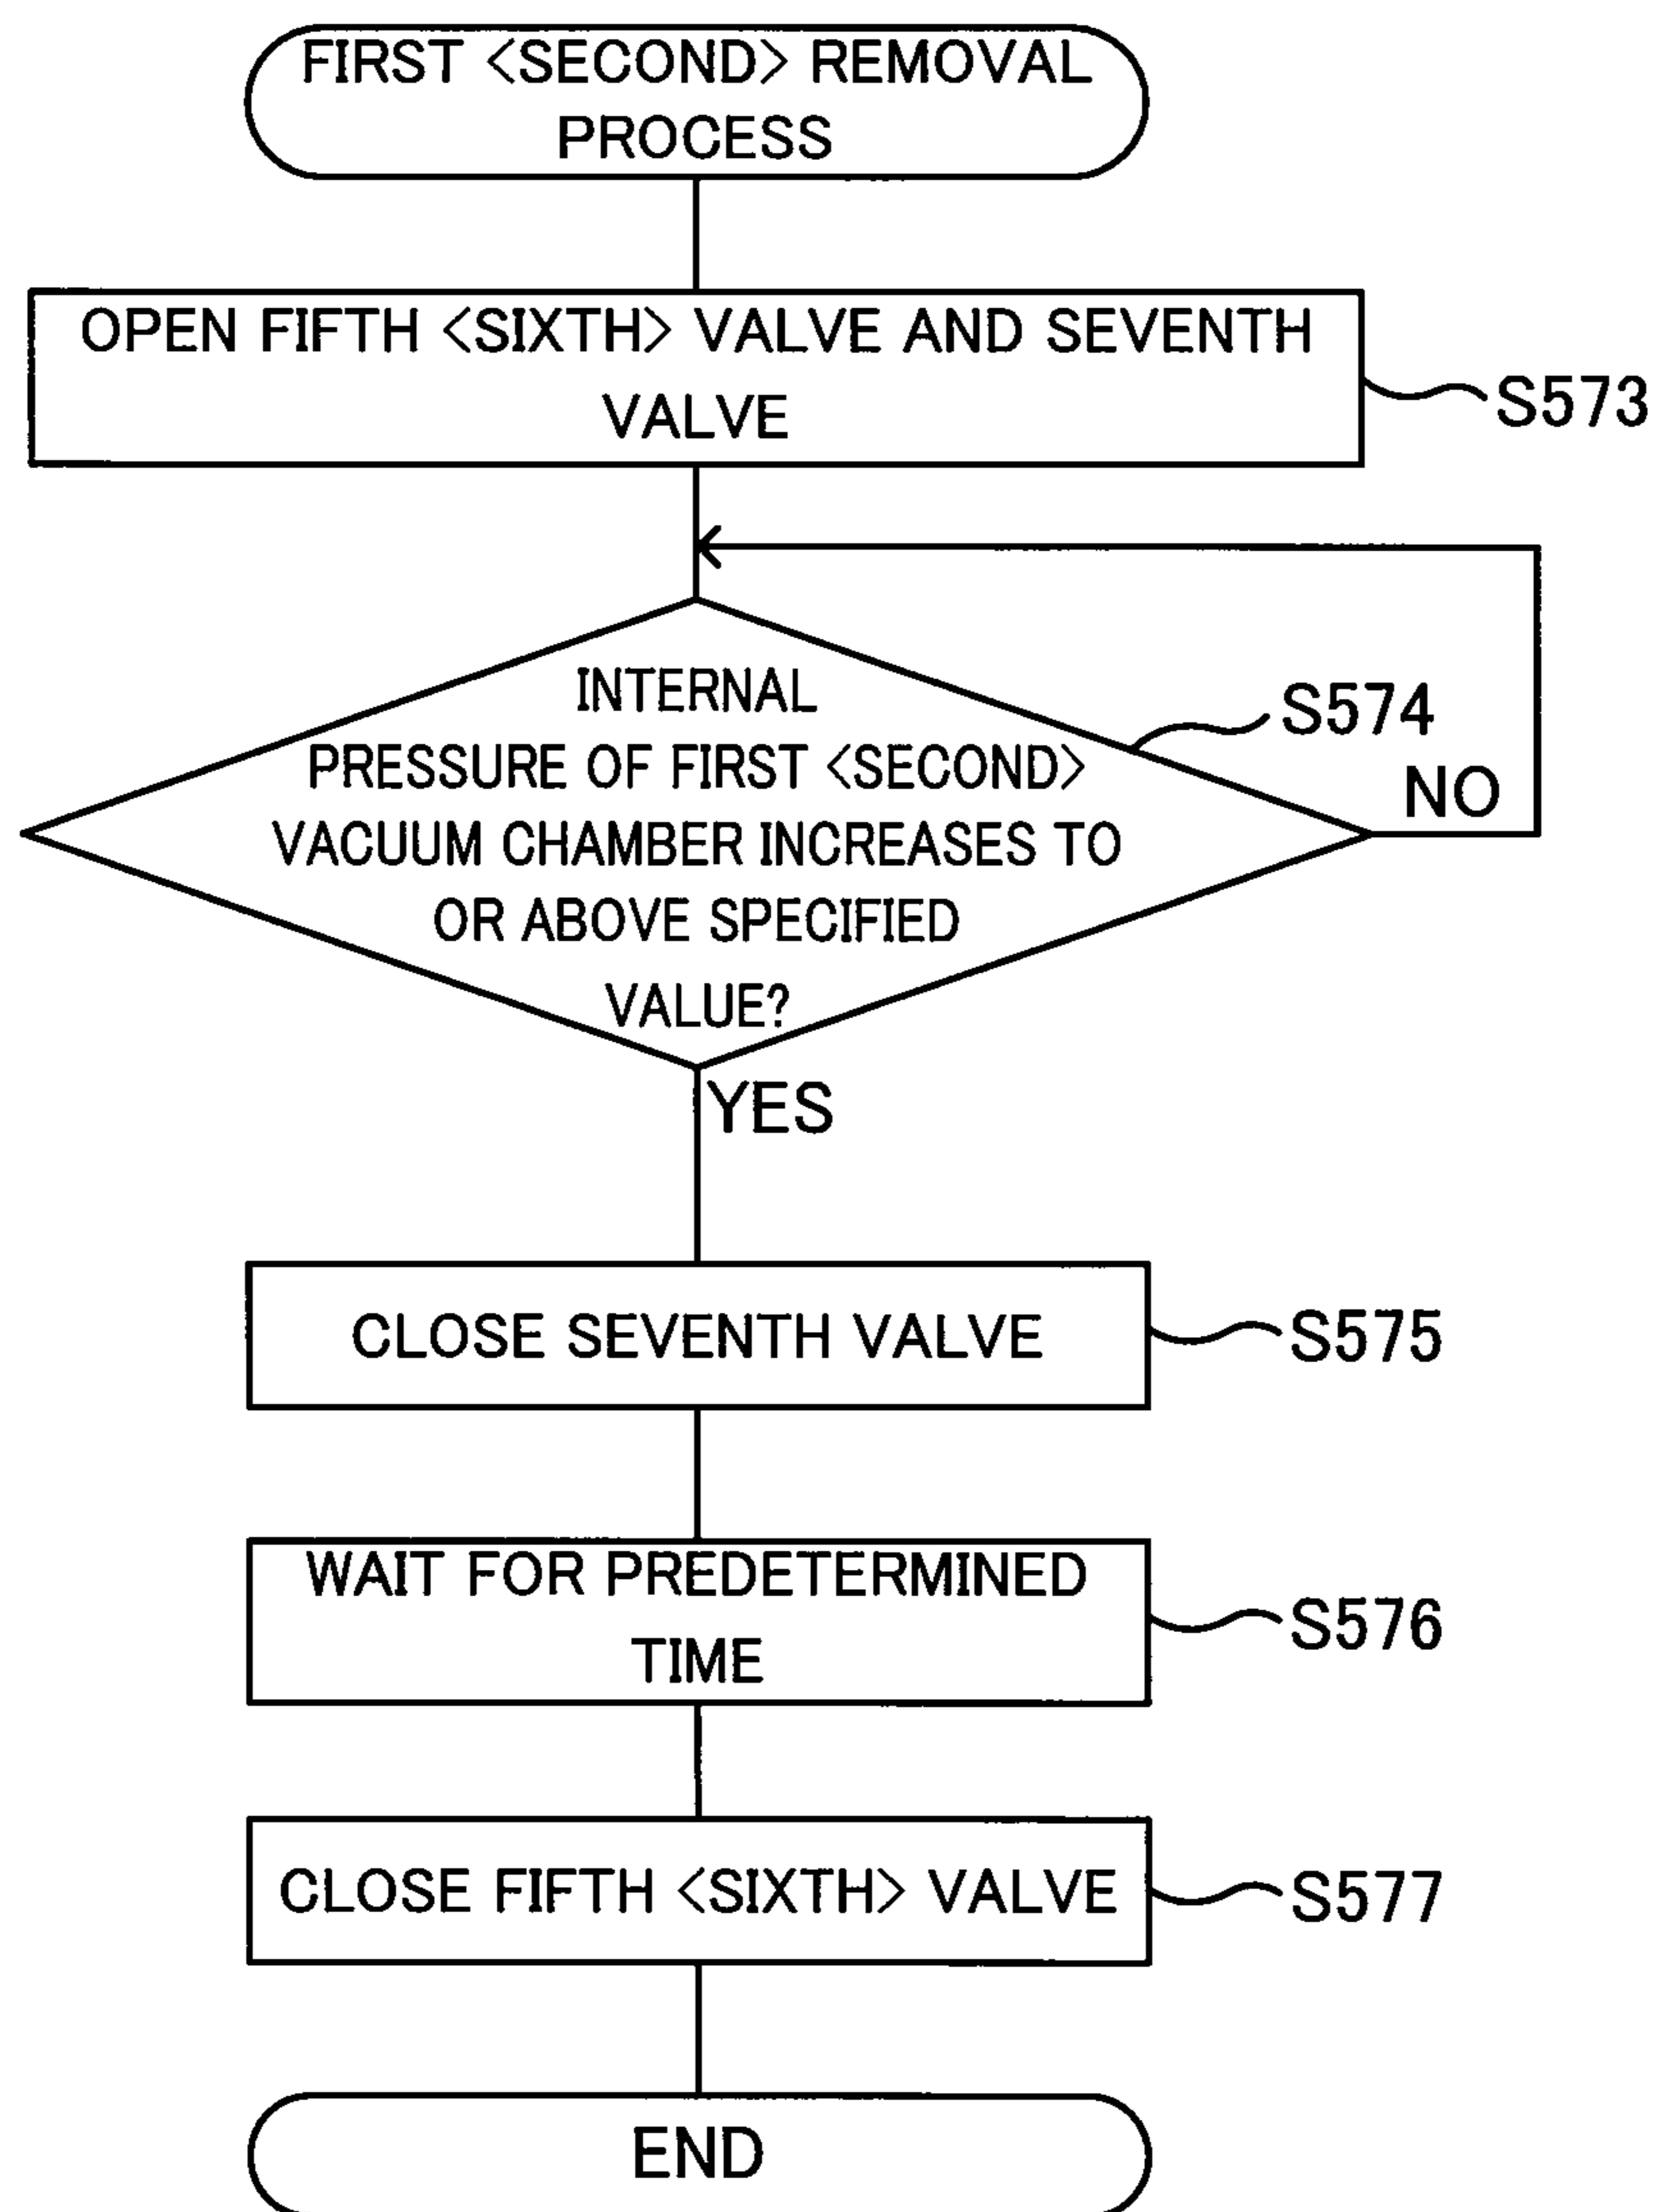 FIRST <SECOND> REMOVAL
PROCESS
OPEN FIFTH <SIXTH> VALVE AND SEVENTH
VALVE
S573
INTERNAL
PRESSURE OF FIRST <SECOND>
VACUUM CHAMBER INCREASES TO
OR ABOVE SPECIFIED
VALUE?
S574
NO
YES
CLOSE SEVENTH VALVE
S575
WAIT FOR PREDETERMINED
TIME
S576
CLOSE FIFTH <SIXTH> VALVE
S577
END